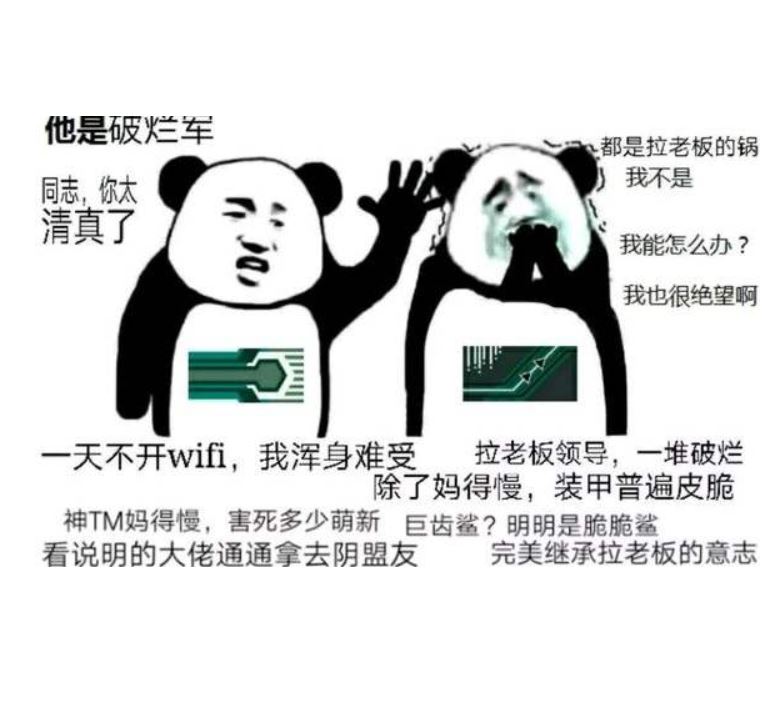 他是破烂军
都是拉老板的锅
同志，你太
我不是
清真了
我能怎么办？
我也很绝望啊
一天不开wifi，我浑身难受
拉老板领导，一堆破烂
除了妈得慢，装甲普遍皮脆
神TM妈得慢，害死多少萌新
巨齿鲨？明明是脆脆鲨
看说明的大佬通通拿去阴盟友
完美继承拉老板的意志